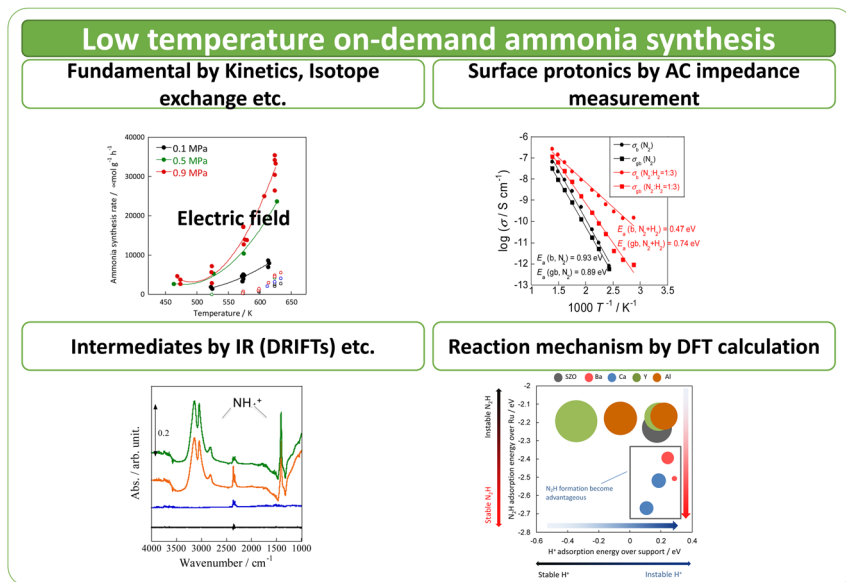 Low temperature on-demand ammonia synthesis
Fundamental by Kinetics, Isotope
exchange etc.
Surface protonics by AC impedance
measurement
40000
30000
20000
10000
0
Ammonia synthesis rate / ∞mol g⁻¹ h⁻¹
0.1 MPa
0.5 MPa
0.9 MPa
Electric field
400 450 500 550 600 650
Temperature / K
-6
-7
-8
-9
-10
-11
-12
-13
log (σ / S cm⁻¹)
σb (N₂)
σgb (N₂)
σb (N₂:H₂=1:3)
σgb (N₂:H₂=1:3)
Ea (b, N₂+H₂) = 0.47 eV
Ea (gb, N₂+H₂) = 0.74 eV
Ea (b, N₂) = 0.93 eV
Ea (gb, N₂) = 0.89 eV
1 1.5 2 2.5 3 3.5 4
1000 T⁻¹ / K⁻¹
Intermediates by IR (DRIFTs) etc.
Reaction mechanism by DFT calculation
Abs. / arb. unit.
0.2
4000 3500 3000 2500 2000 1500 1000
Wavenumber / cm⁻¹
SZO Ba Ca Y Al
Instable N₂H
Stable N₂H
N₂H adsorption energy over Ru / eV
-2
-2.1
-2.2
-2.3
-2.4
-2.5
-2.6
-2.7
-2.8
N₂H formation become
advantageous
-0.6 -0.4 -0.2 0 0.2 0.4
H⁺ adsorption energy over support / eV
Stable H⁺ Instable H⁺